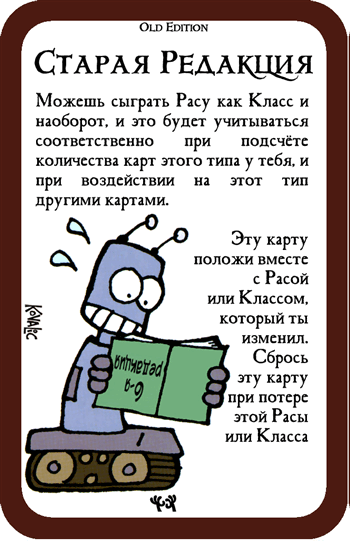 Old Edition
Старая Редакция
Можешь сыграть Расу как Класс и
наоборот, и это будет учитываться
соответственно при подсчёте
количества карт этого типа у тебя, и
при воздействии на этот тип
другими картами.
Эту карту
положи вместе
с Расой
или Классом,
который ты
изменил.
Сбрось
эту карту
при потере
этой Расы
или Класса
6-я
редакция
Kovalic